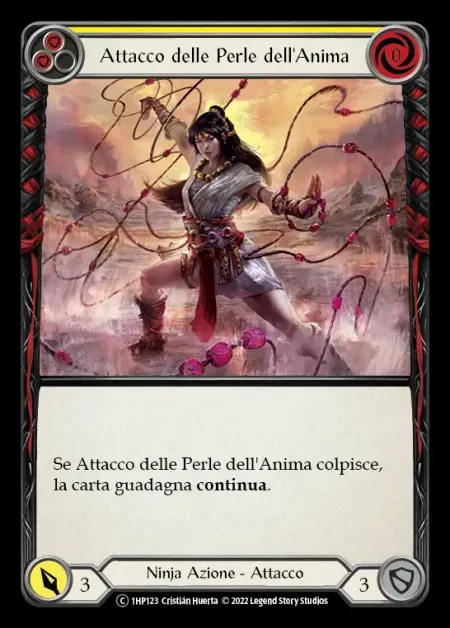 Attacco delle Perle dell'Anima
0
Se Attacco delle Perle dell'Anima colpisce,
la carta guadagna continua.
3
Ninja Azione - Attacco
3
C 1HP123 Cristián Huerta © 2022 Legend Story Studios